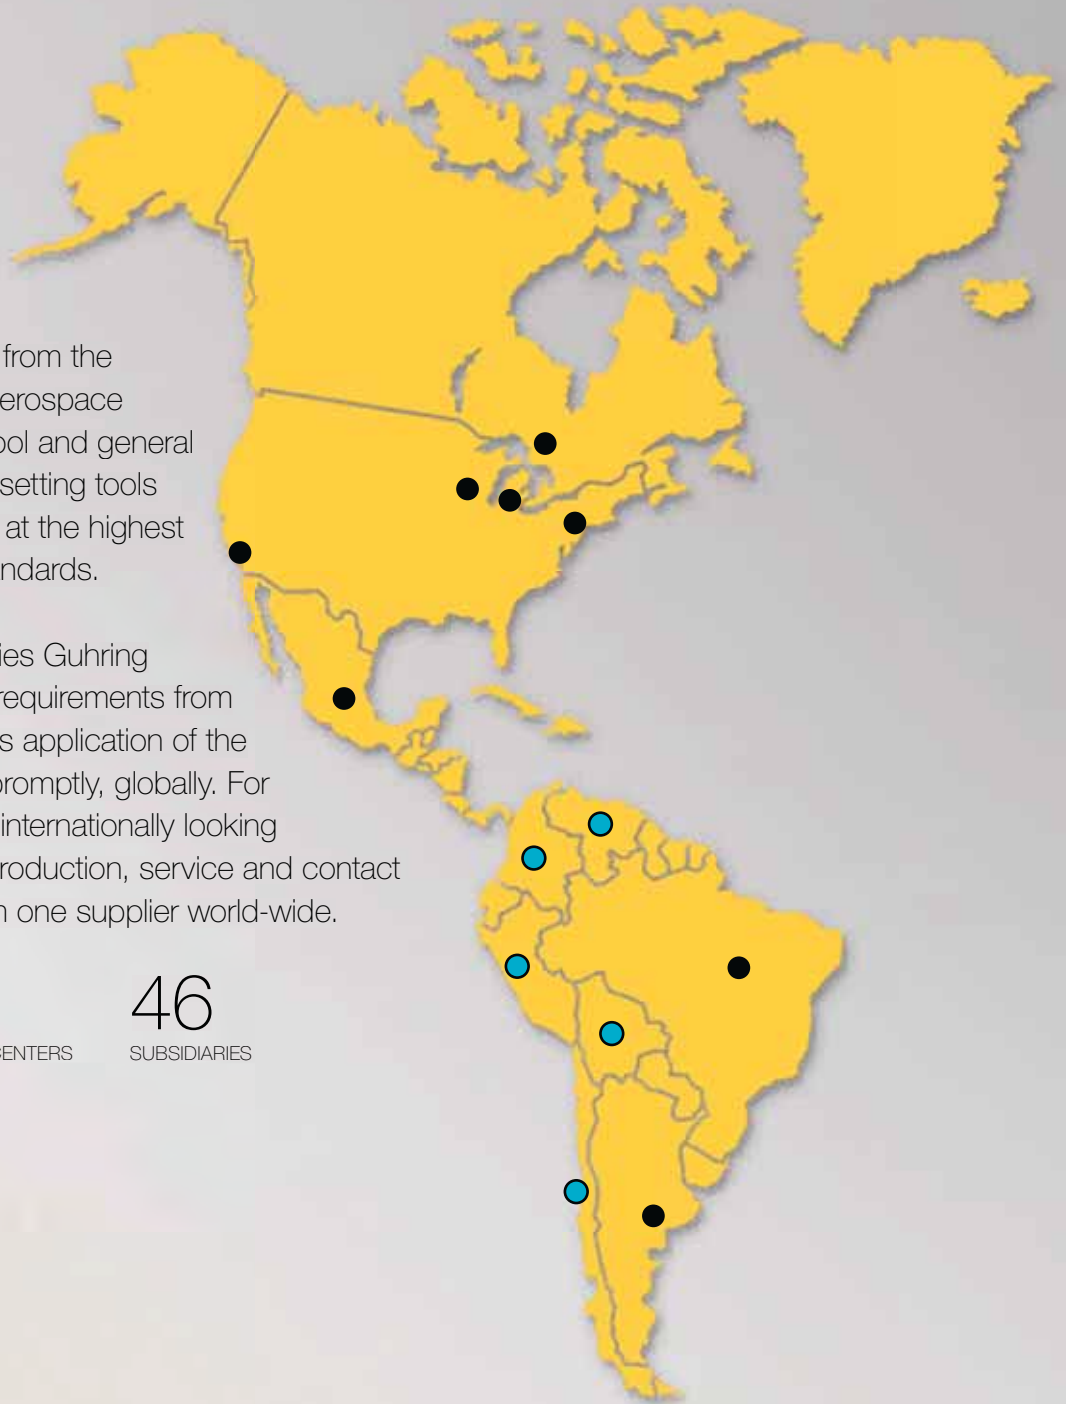 from the
erospace
ool and general
setting tools
at the highest
ndards.
ies Guhring
requirements from
s application of the
promptly, globally. For
internationally looking
roduction, service and contact
one supplier world-wide.
46
ENTERS
SUBSIDIARIES